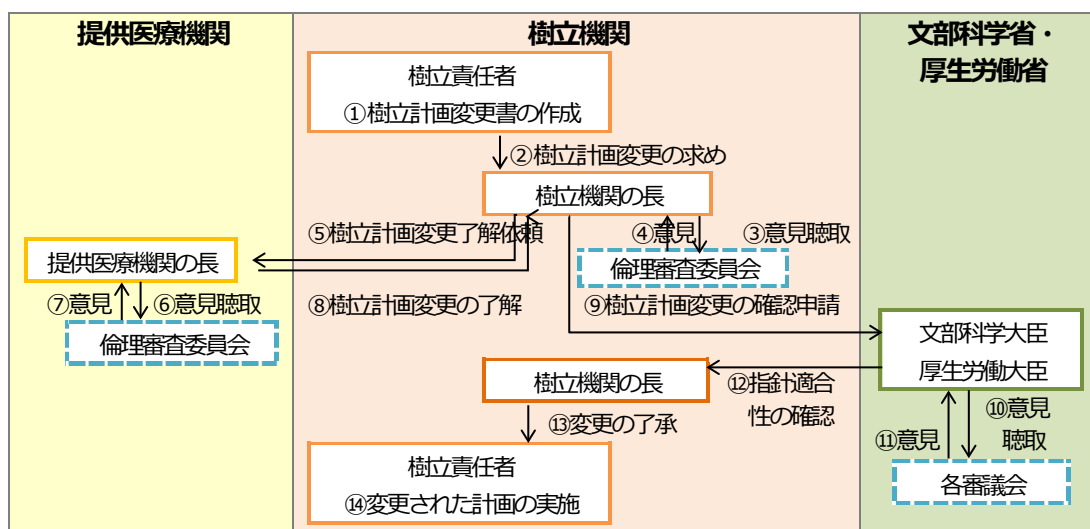 提供医療機関
樹立機関
文部科学省・
厚生労働省
樹立責任者
①樹立計画変更書の作成
②樹立計画変更の求め
樹立機関の長
⑤樹立計画変更了解依頼
④意見
③意見聴取
倫理審査委員会
提供医療機関の長
⑦意見
⑥意見聴取
倫理審査委員会
⑧樹立計画変更の了解
⑨樹立計画変更の確認申請
文部科学大臣
厚生労働大臣
樹立機関の長
⑫指針適合
性の確認
⑬変更の了承
⑪意見
⑩意見
聴取
各審議会
樹立責任者
⑭変更された計画の実施